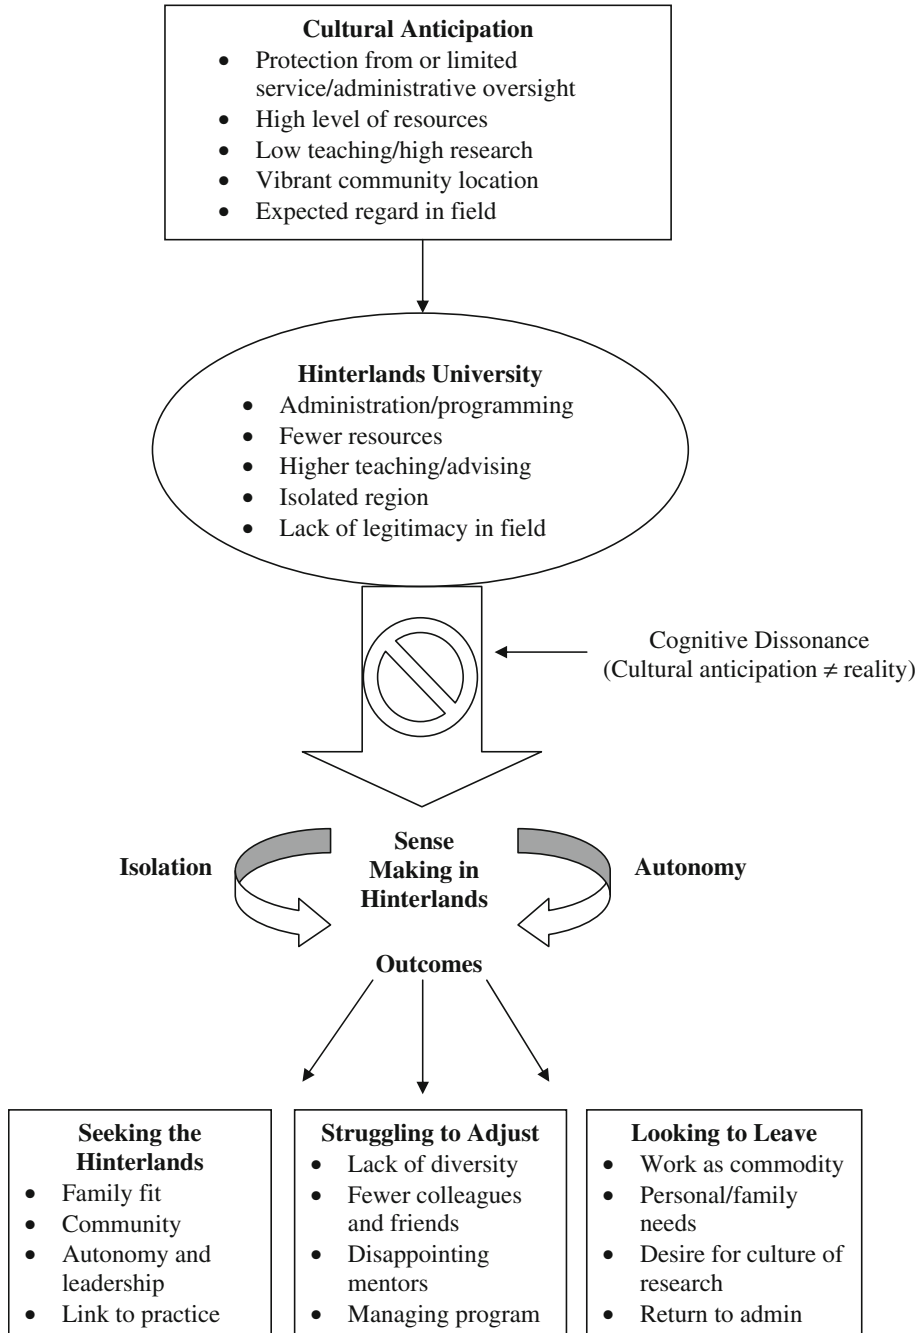 Cultural Anticipation
• Protection from or limited
service/administrative oversight
• High level of resources
• Low teaching/high research
• Vibrant community location
• Expected regard in field
Hinterlands University
• Administration/programming
• Fewer resources
• Higher teaching/advising
• Isolated region
• Lack of legitimacy in field
Cognitive Dissonance
(Cultural anticipation ≠ reality)
Isolation
Sense
Making in
Hinterlands
Autonomy
Outcomes
Seeking the
Hinterlands
• Family fit
• Community
• Autonomy and
leadership
• Link to practice
Struggling to Adjust
• Lack of diversity
• Fewer colleagues
and friends
• Disappointing
mentors
• Managing program
Looking to Leave
• Work as commodity
• Personal/family
needs
• Desire for culture of
research
• Return to admin